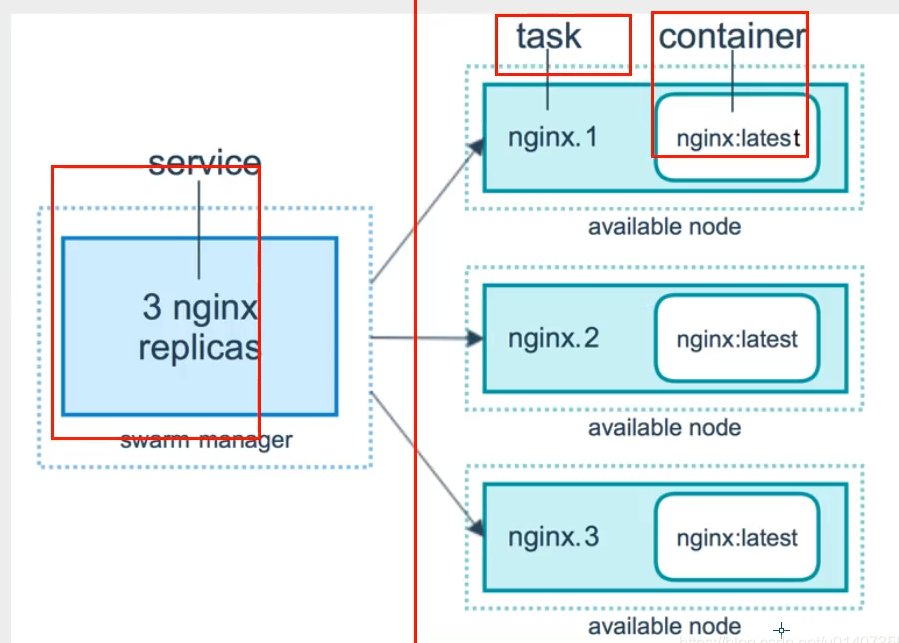 task
container
nginx.1
nginx:latest
available node
service
3 nginx
replicas
swarm manager
nginx.2
nginx:latest
available node
nginx.3
nginx:latest
available node